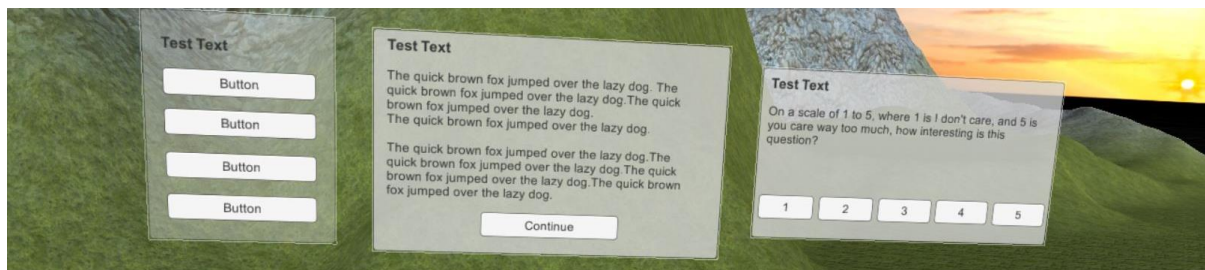 Test Text
Button
Button
Button
Button
Test Text
The quick brown fox jumped over the lazy dog. The
quick brown fox jumped over the lazy dog.The quick
brown fox jumped over the lazy dog.
The quick brown fox jumped over the lazy dog.
The quick brown fox jumped over the lazy dog.The
quick brown fox jumped over the lazy dog.The quick
brown fox jumped over the lazy dog.The quick brown
fox jumped over the lazy dog.
Continue
Test Text
On a scale of 1 to 5, where 1 is I don't care, and 5 is
you care way too much, how interesting is this
question?
1 2 3 4 5